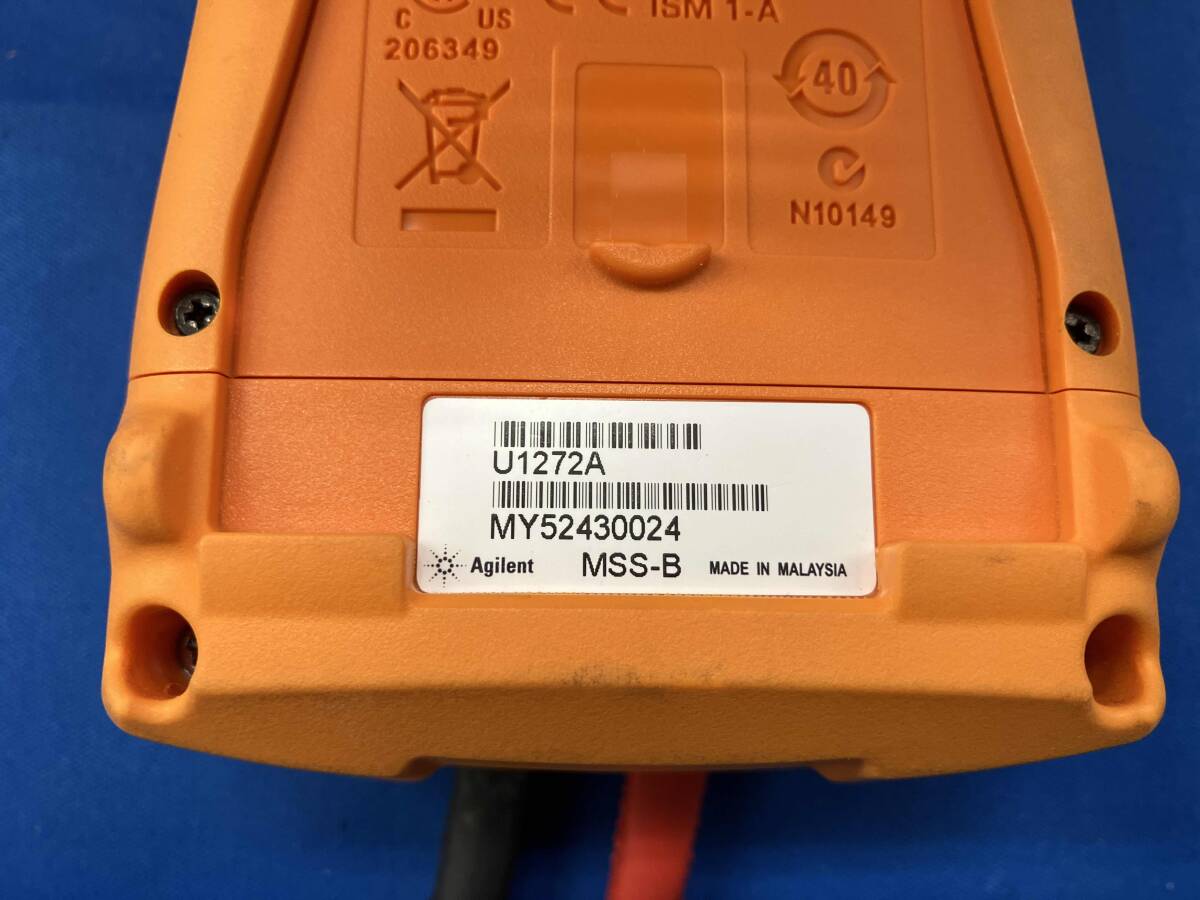 C US
ISM 1-A
206349
40
N10149
U1272A
MY52430024
Agilent MSS-B MADE IN MALAYSIA